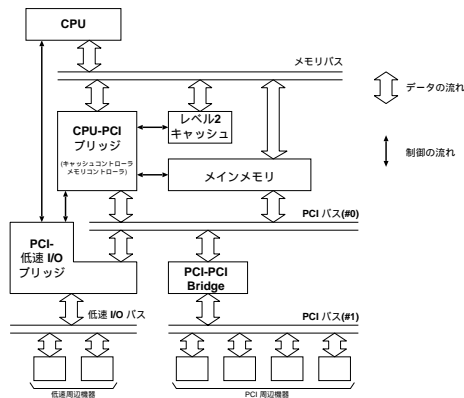 CPU
メモリバス
データの流れ
CPU-PCI
ブリッジ
(キャッシュコントローラ
メモリコントローラ)
レベル2
キャッシュ
制御の流れ
メインメモリ
PCI バス(#0)
PCI-
低速 I/O
ブリッジ
PCI-PCI
Bridge
低速 I/O バス
PCI バス(#1)
低速周辺機器
PCI 周辺機器